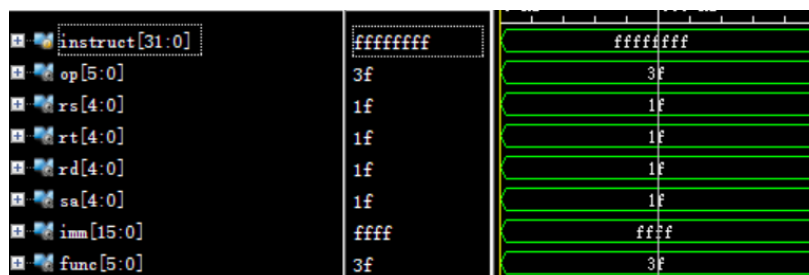 instruct[31:0] ffffffff ffffffff
op[5:0] 3f 3f
rs[4:0] 1f 1f
rt[4:0] 1f 1f
rd[4:0] 1f 1f
sa[4:0] 1f 1f
imm[15:0] ffff ffff
func[5:0] 3f 3f